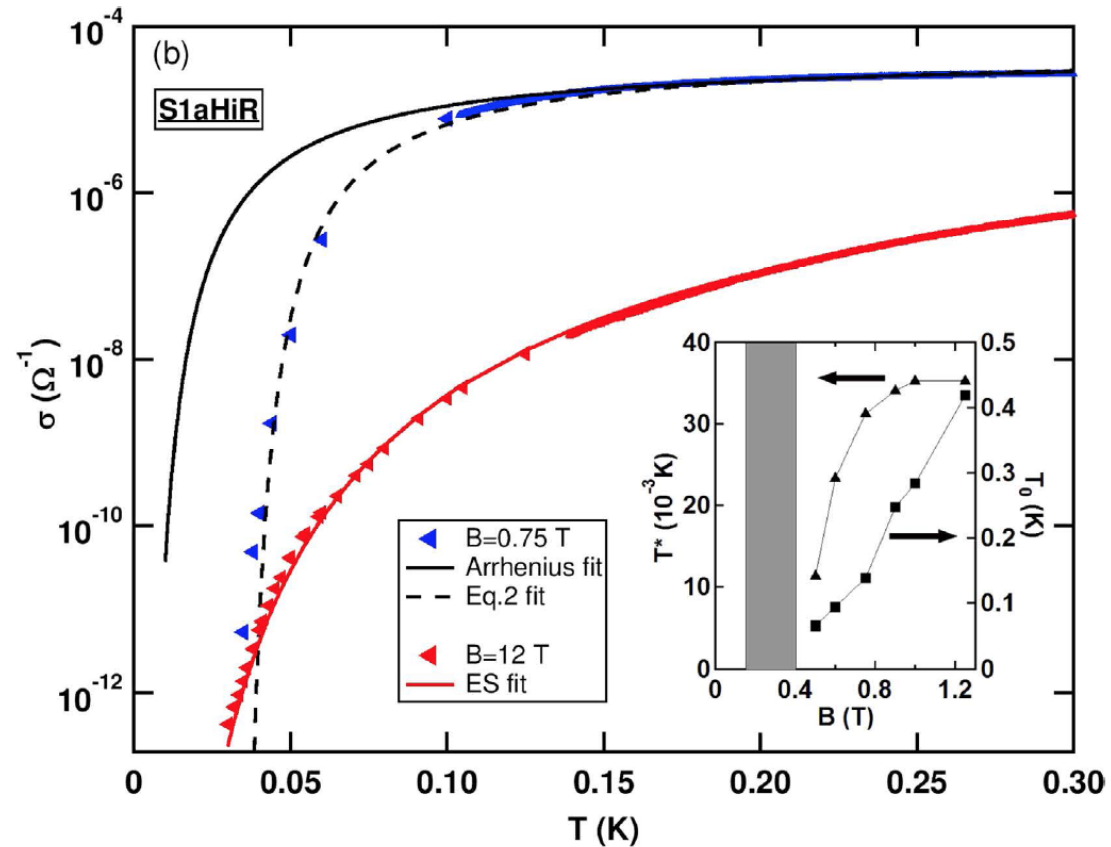 (b)
S1aHiR
10⁻⁴
10⁻⁶
10⁻⁸
10⁻¹⁰
10⁻¹²
σ (Ω⁻¹)
0
0.05
0.10
0.15
0.20
0.25
0.30
T (K)
B=0.75 T
Arrhenius fit
Eq.2 fit
B=12 T
ES fit
40
30
20
10
0
T* (10⁻³K)
0.5
0.4
0.3
0.2
0.1
0
T₀ (K)
0
0.4
0.8
1.2
B (T)